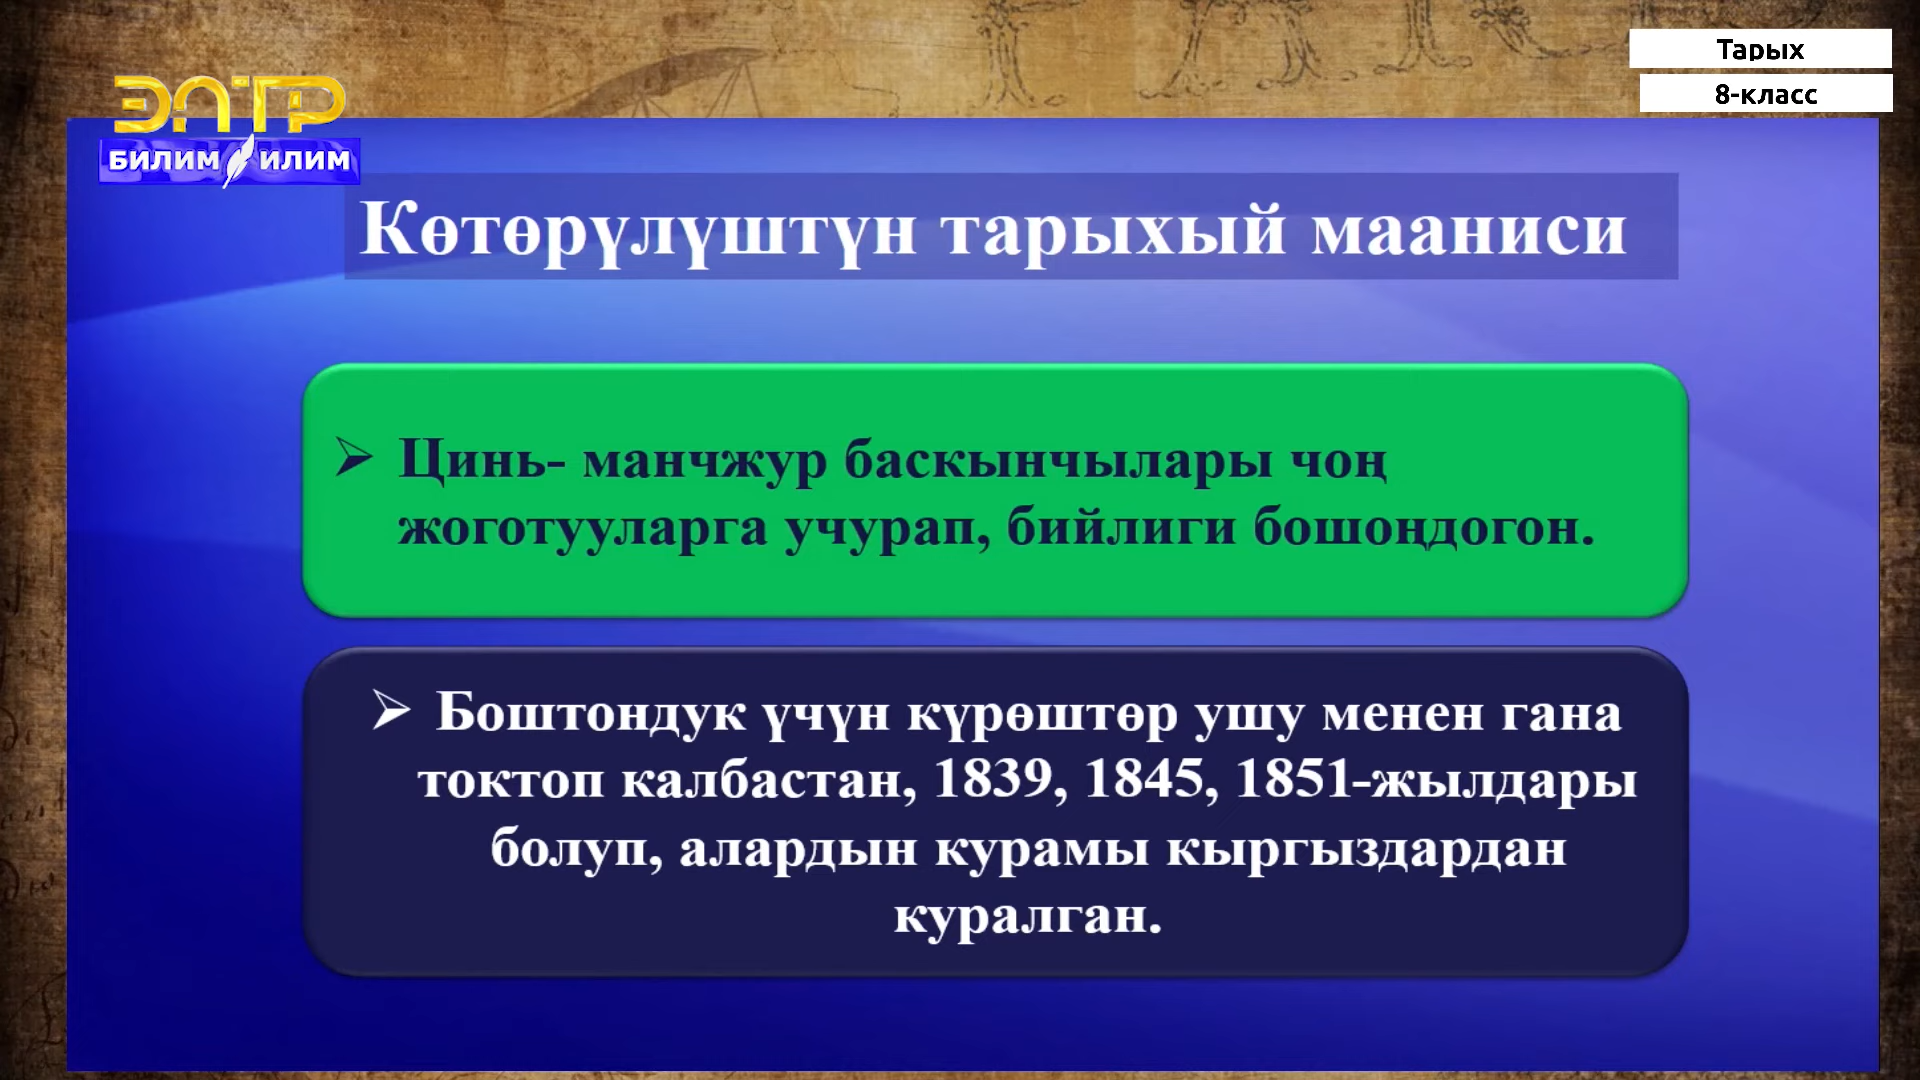 Тарых
8-класс
ЭЛТР
БИЛИМ ИЛИМ
Көтөрүлүштүн тарыхый мааниси
➢ Цинь- манчжур баскынчылары чоң
жоготууларга учурап, бийлиги бошоңдогон.
➢ Боштондук үчүн күрөштөр ушу менен гана
токтоп калбастан, 1839, 1845, 1851-жылдары
болуп, алардын курамы кыргыздардан
куралган.